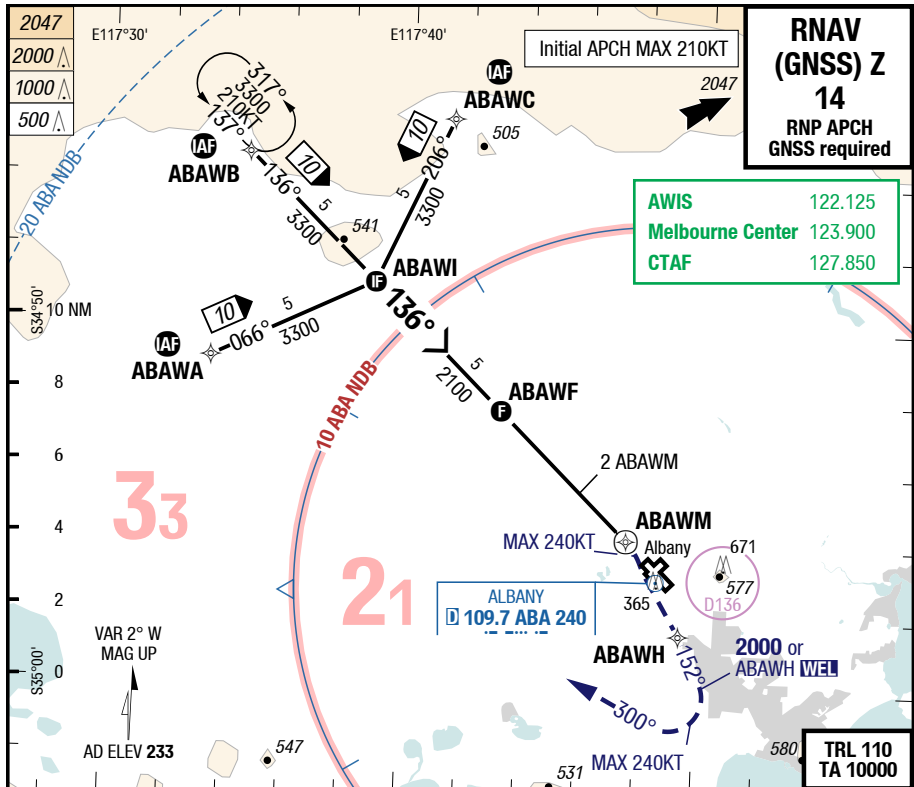 2047
2000
1000
500
E117°30'
E117°40'
Initial APCH MAX 210KT
RNAV
(GNSS) Z
14
RNP APCH
GNSS required
2047
317°
3300
210KT
137°
IAF
ABAWB
IAF
ABAWC
505
10
10
206°
5
3300
136°
5
3300
541
20 ABA NDB
AWIS 122.125
Melbourne Center 123.900
CTAF 127.850
IF
ABAWI
S34°50'
10 NM
10
5
066°
3300
IAF
ABAWA
136°
5
2100
8
F
ABAWF
10 ABA NDB
6
2 ABAWM
33
4
ABAWM
MAX 240KT
Albany
671
577
D136
21
2
365
ALBANY
D 109.7 ABA 240
VAR 2° W
MAG UP
S35°00'
0
ABAWH
152°
2000 or
ABAWH WEL
300°
AD ELEV 233
547
MAX 240KT
531
580
TRL 110
TA 10000